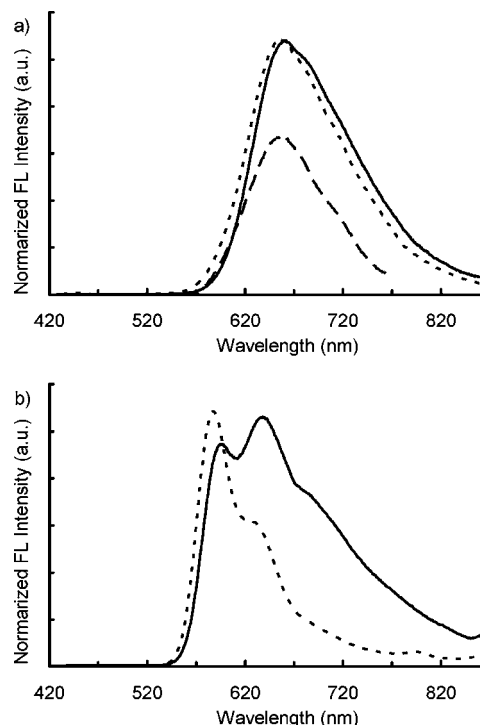 a)
Normarized FL Intensity (a.u.)
420 520 620 720 820
Wavelength (nm)
b)
Normarized FL Intensity (a.u.)
420 520 620 720 820
Wavelength (nm)